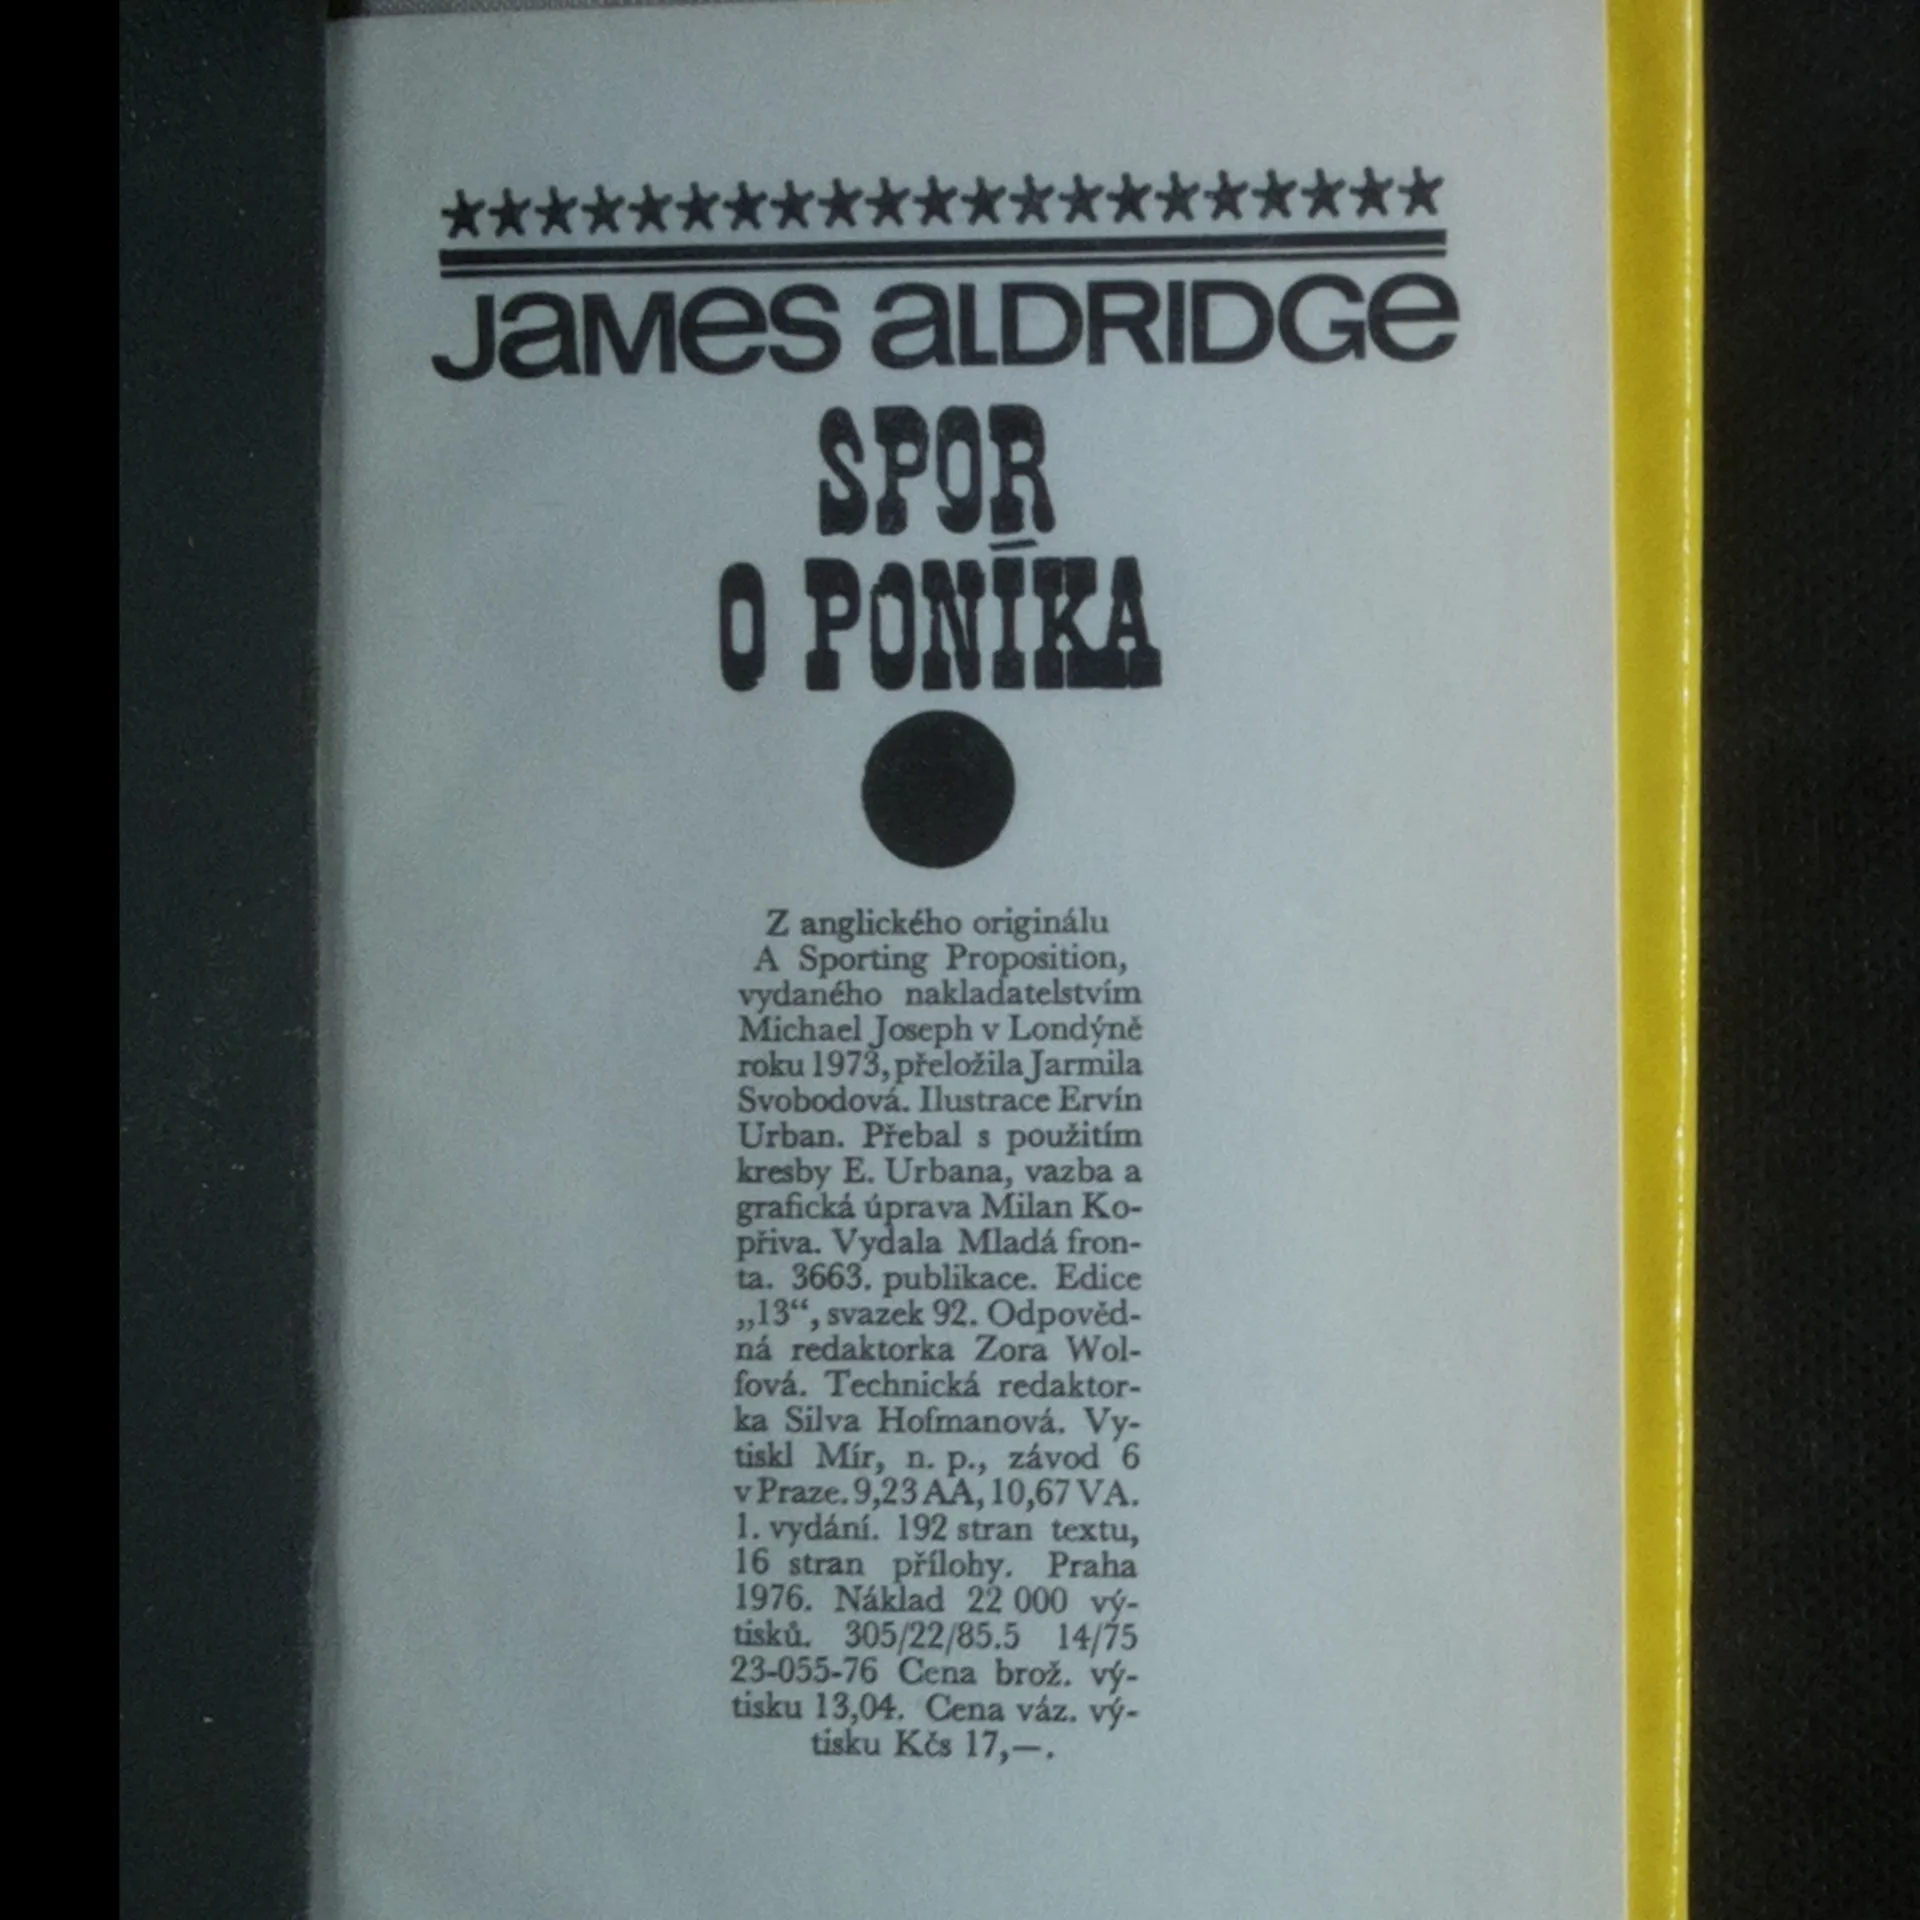 JAMES ALDRIDGE
SPOR
O PONÍKA
Z anglického originálu
A Sporting Proposition,
vydaného nakladatelstvím
Michael Joseph v Londýně
roku 1973, přeložila Jarmila
Svobodová. Ilustrace Ervín
Urban. Přebal s použitím
kresby E. Urbana, vazba a
grafická úprava Milan Ko-
přiva. Vydala Mladá fron-
ta. 3663. publikace. Edice
„13“, svazek 92. Odpověd-
ná redaktorka Zora Wol-
fová. Technická redaktor-
ka Silva Hofmanová. Vy-
tiskl Mír, n. p., závod 6
v Praze. 9,23 AA, 10,67 VA.
1. vydání. 192 stran textu,
16 stran přílohy. Praha
1976. Náklad 22 000 vý-
tisků. 305/22/85.5 14/75
23-055-76 Cena brož. vý-
tisku 13,04. Cena váz. vý-
tisku Kčs 17,—.